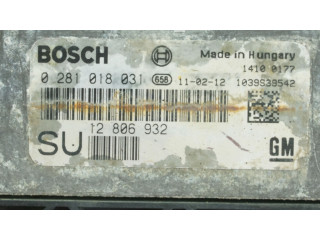 BOSCH
Made in Hungary
1410 0177
0 281 018 031 656 11-02-12 1039S39542
SU 12 806 932
GM